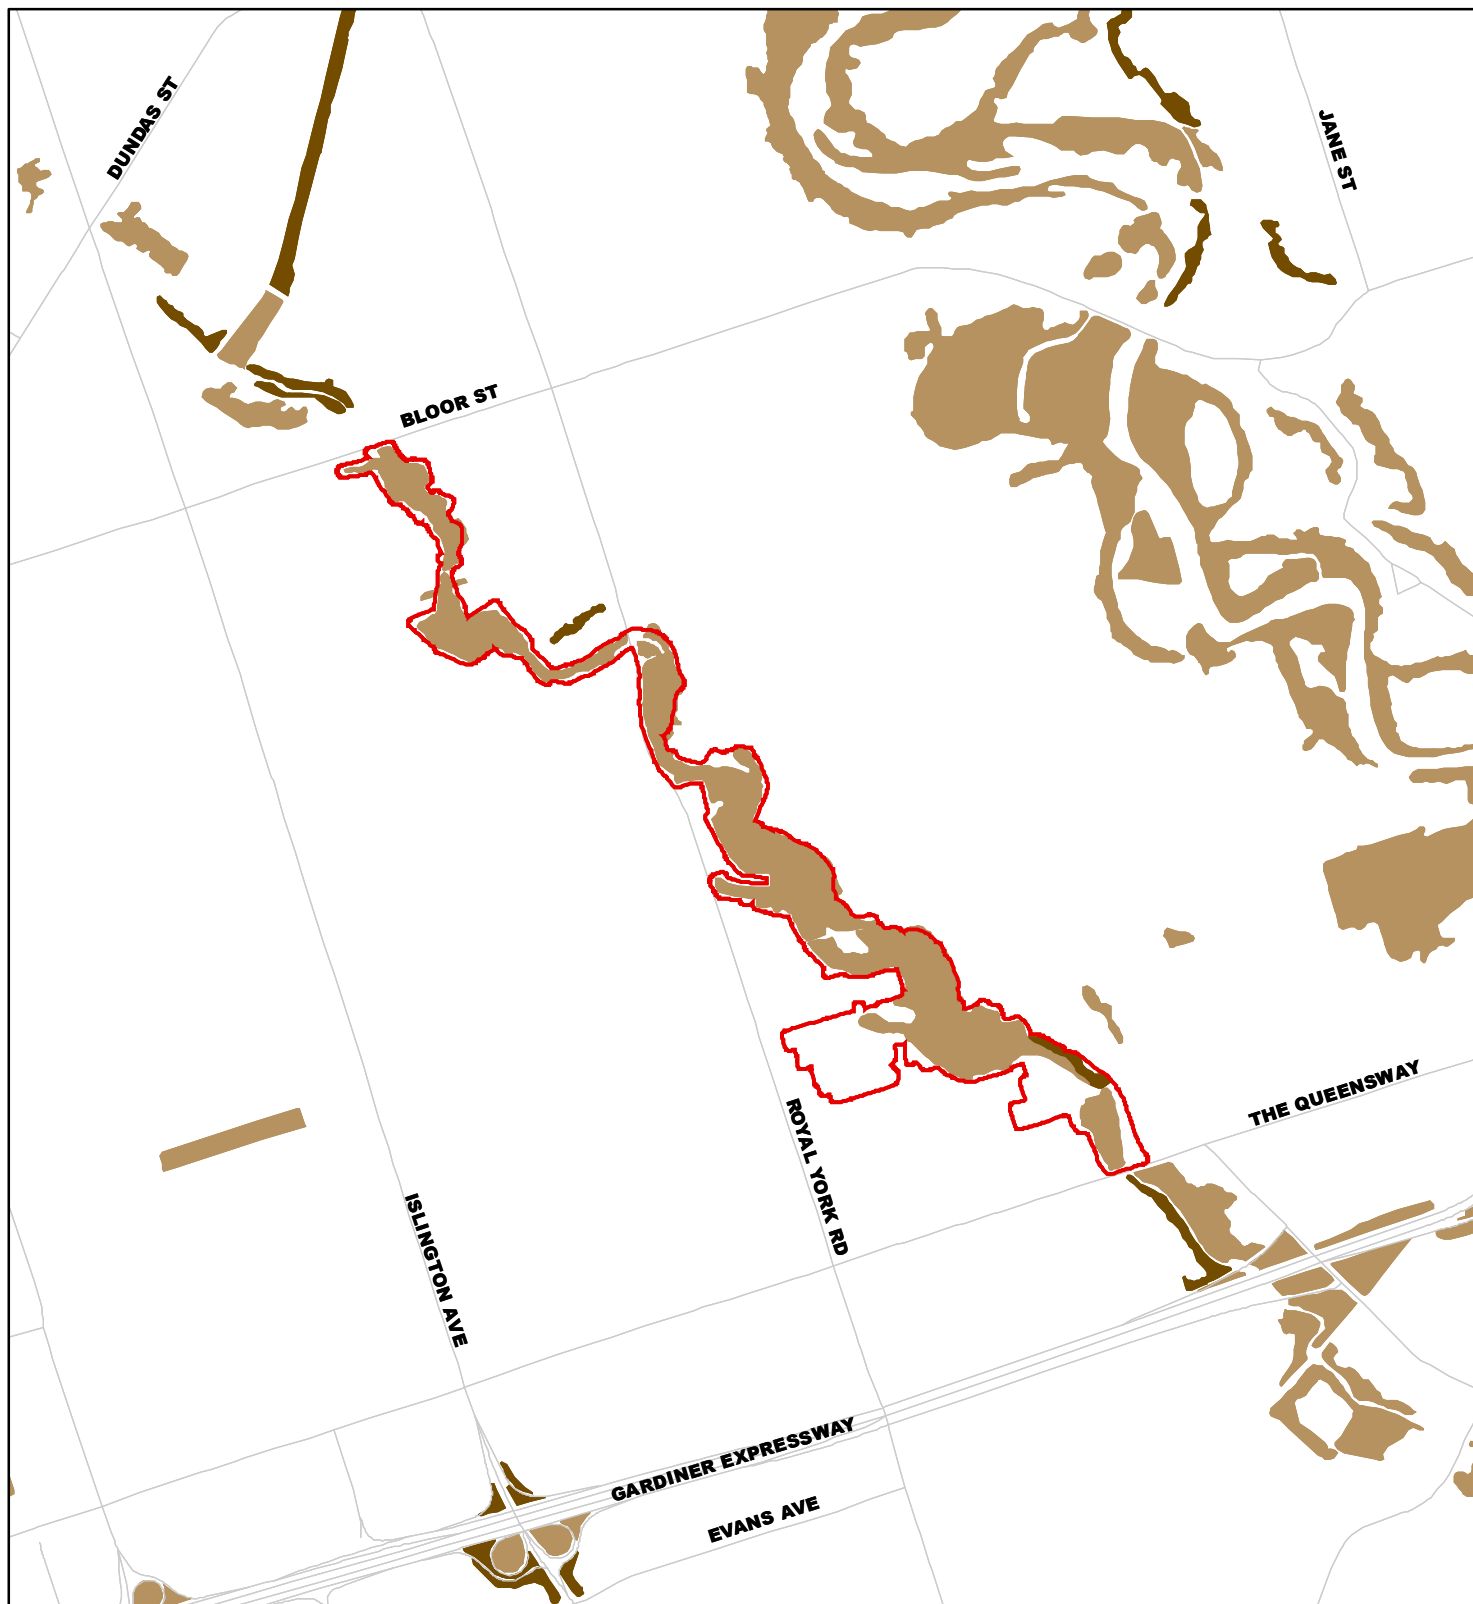 DUNDAS ST
JANE ST
BLOOR ST
THE QUEENSWAY
ROYAL YORK RD
ISLINGTON AVE
GARDINER EXPRESSWAY
EVANS AVE